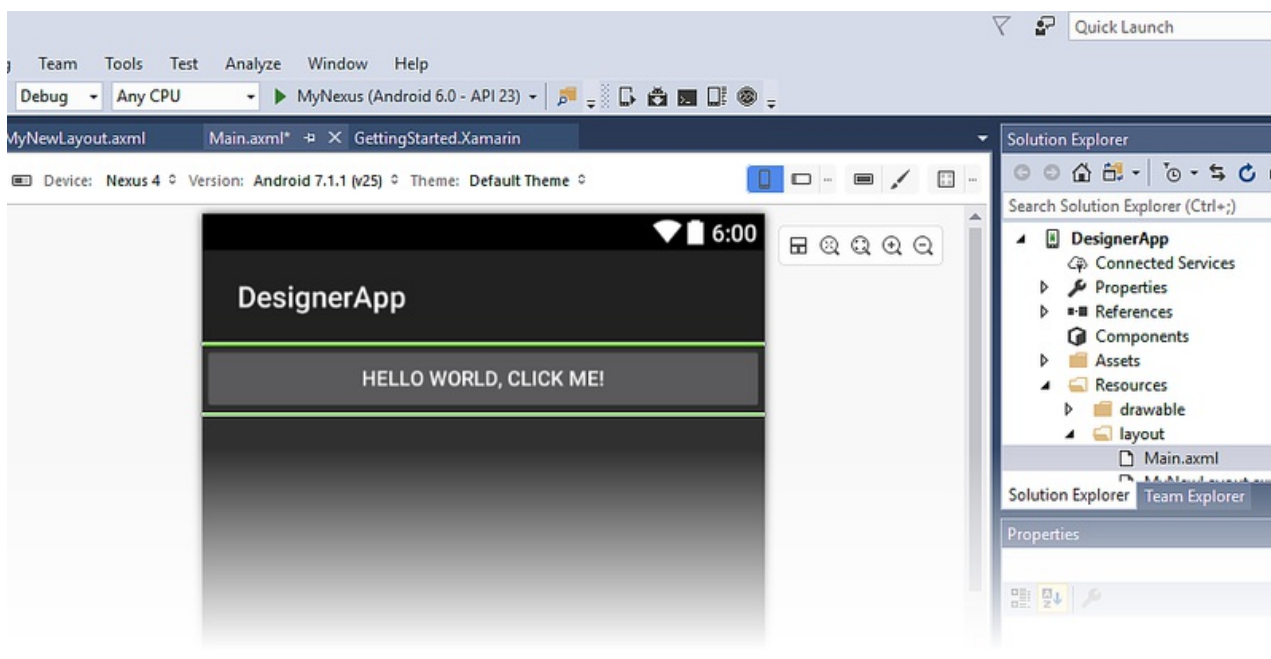 Quick Launch
Team Tools Test Analyze Window Help
Debug Any CPU MyNexus (Android 6.0 - API 23)
MyNewLayout.axml Main.axml* GettingStarted.Xamarin
Solution Explorer
Device: Nexus 4 Version: Android 7.1.1 (v25) Theme: Default Theme
Search Solution Explorer (Ctrl+;)
6:00
DesignerApp
HELLO WORLD, CLICK ME!
DesignerApp
Connected Services
Properties
References
Components
Assets
Resources
drawable
layout
Main.axml
Solution Explorer Team Explorer
Properties